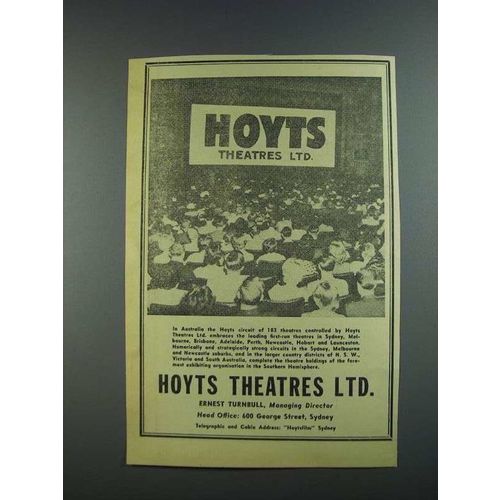 HOYTS
THEATRES LTD.
In Australia the Hoyts circuit of 183 theatres controlled by Hoyts
Theatres Ltd. embraces the leading first-run theatres in Sydney, Mel-
bourne, Brisbane, Adelaide, Perth, Newcastle, Hobart and Launceston.
Numerically and strategically strong circuits in the Sydney, Melbourne
and Newcastle suburbs, and in the larger country districts of N. S. W.,
Victoria and South Australia, complete the theatre holdings of the fore-
most exhibiting organisation in the Southern Hemisphere.
HOYTS THEATRES LTD.
ERNEST TURNBULL, Managing Director
Head Office: 600 George Street, Sydney
Telegraphic and Cable Address: "Hoytsfilm" Sydney